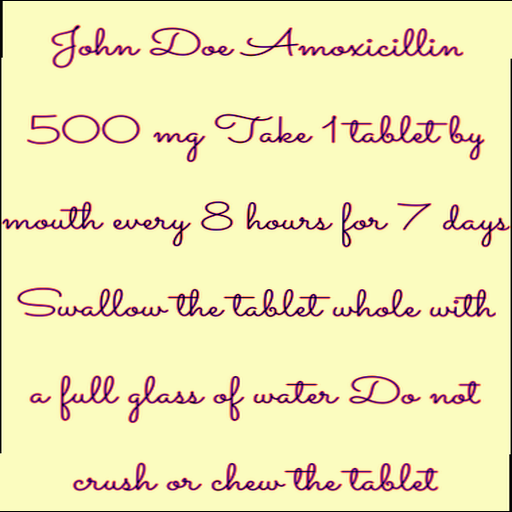 John Doe Amoxicillin
500 mg Take 1 tablet by
mouth every 8 hours for 7 days
Swallow the tablet whole with
a full glass of water Do not
crush or chew the tablet